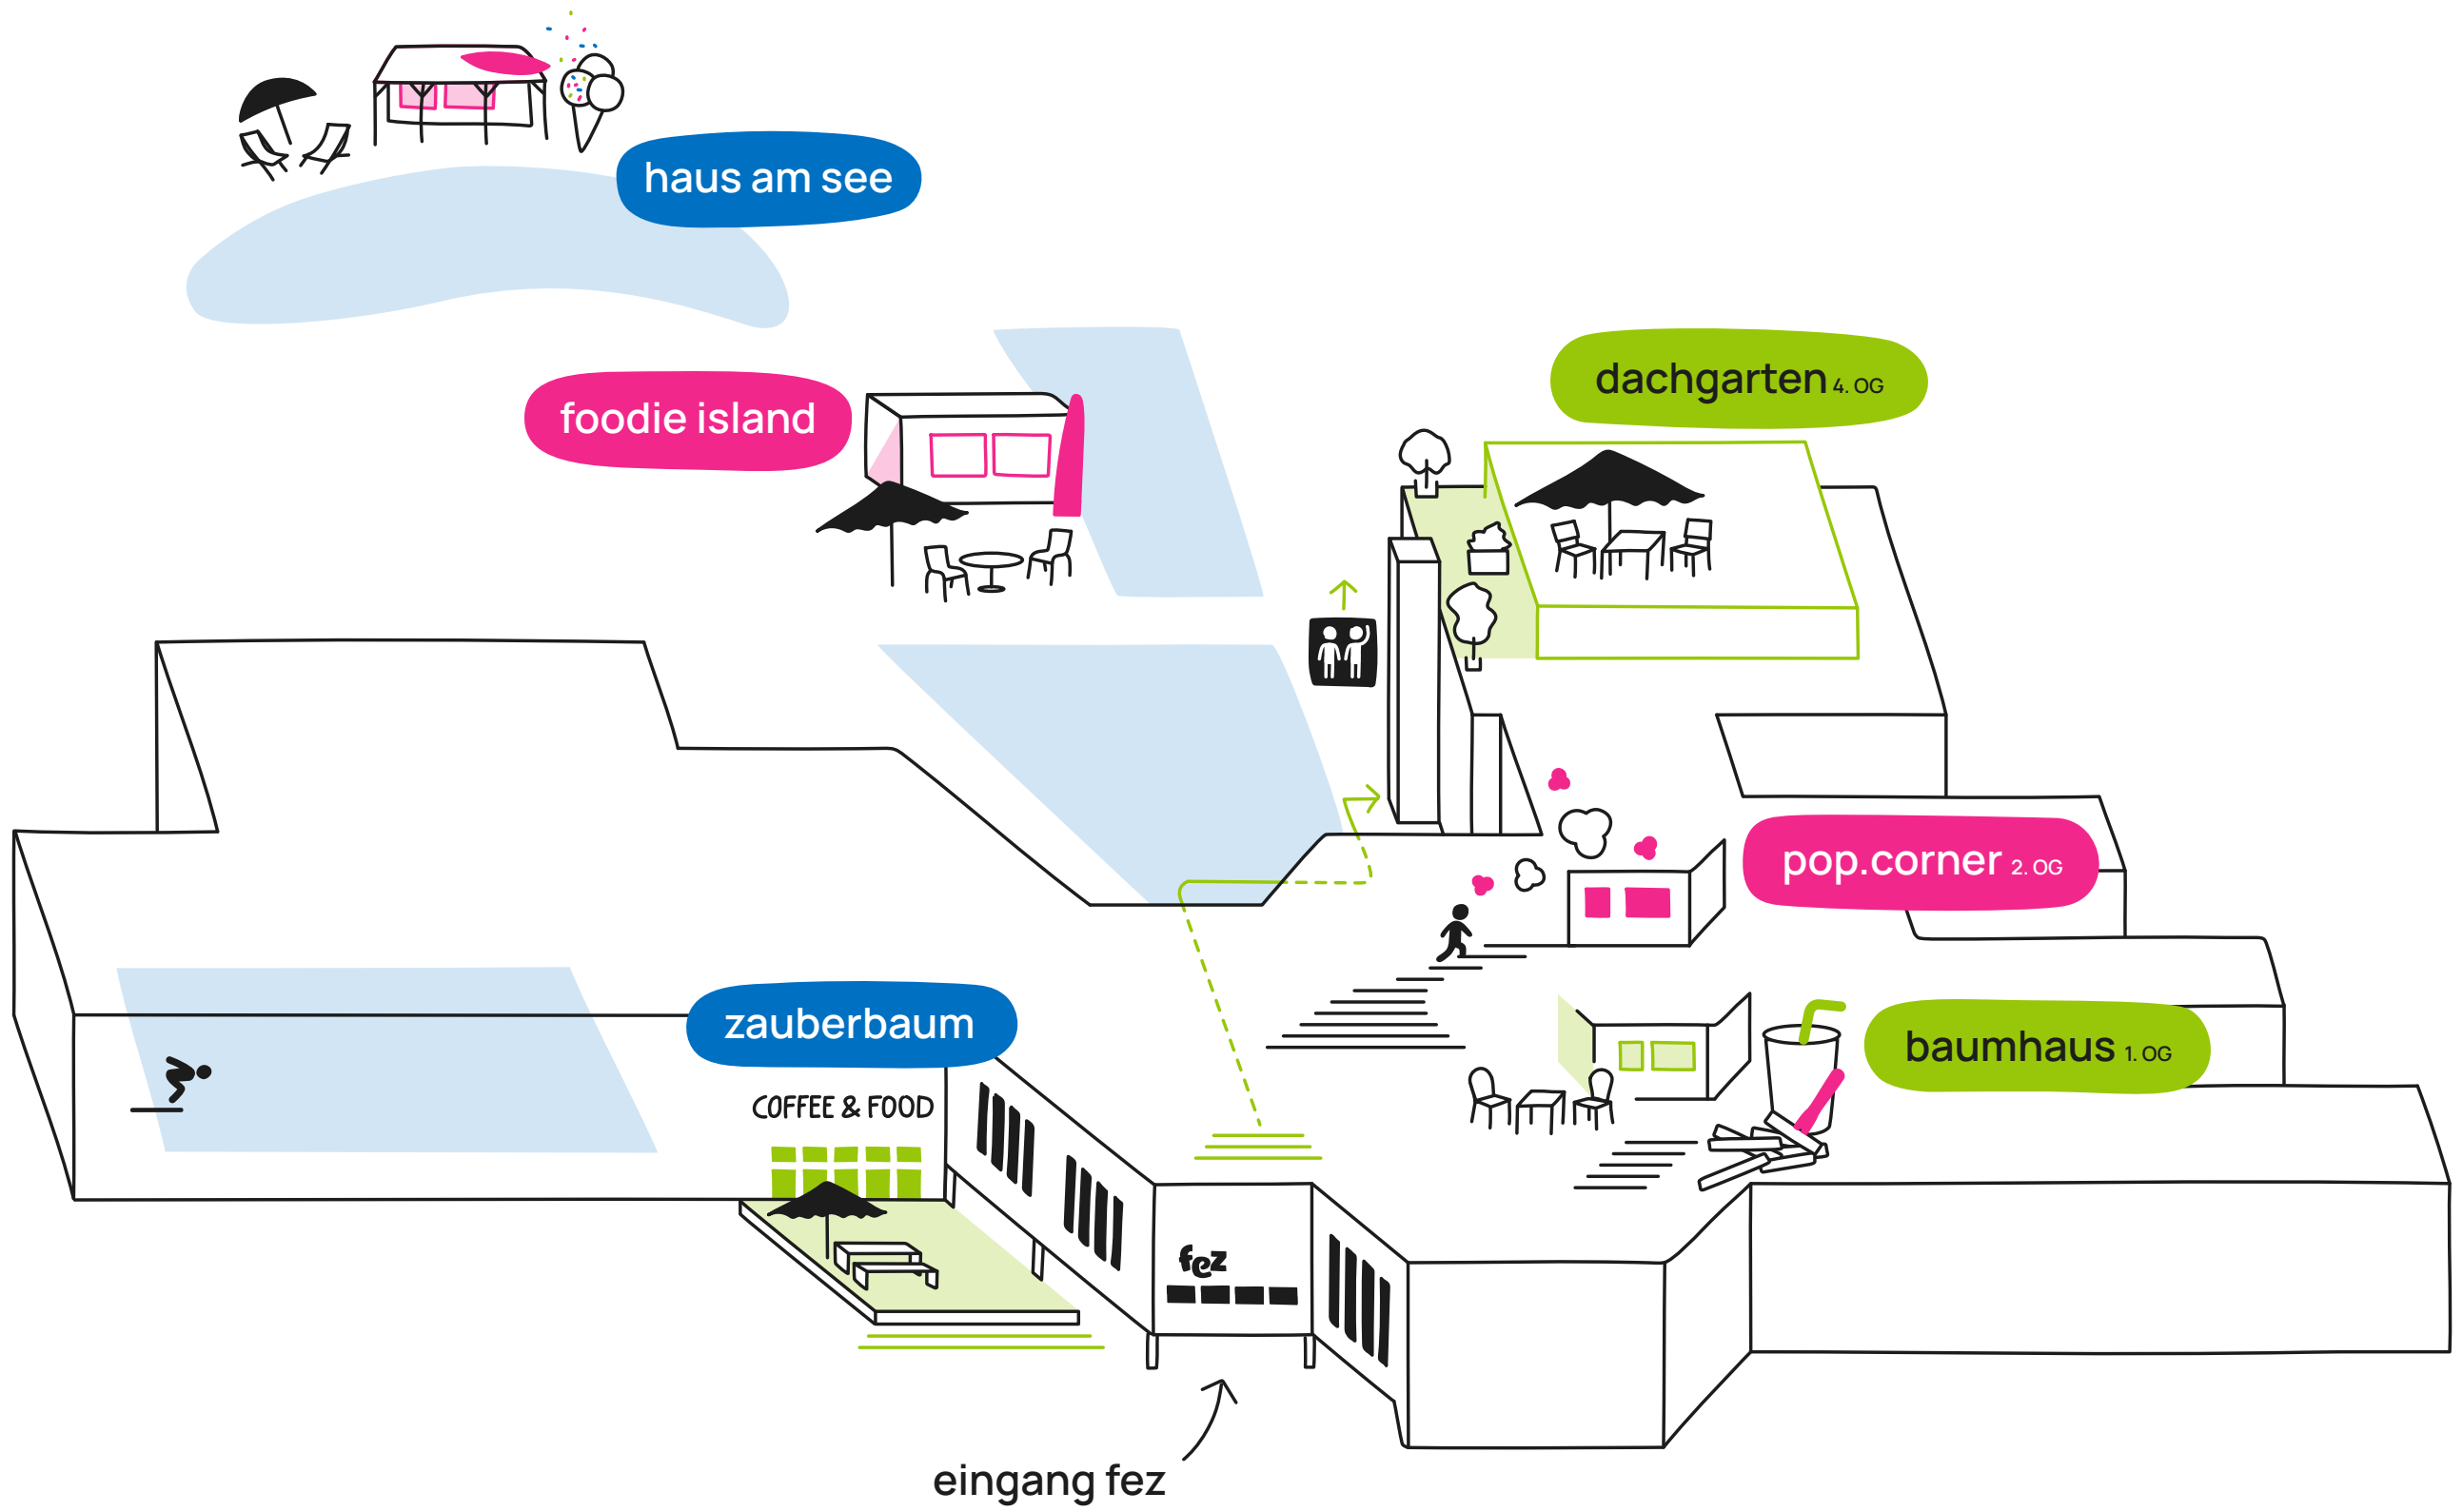 haus am see
foodie island
dachgarten 4. OG
pop.corner 2. OG
zauberbaum
COFFEE & FOOD
baumhaus 1. OG
fez
eingang fez